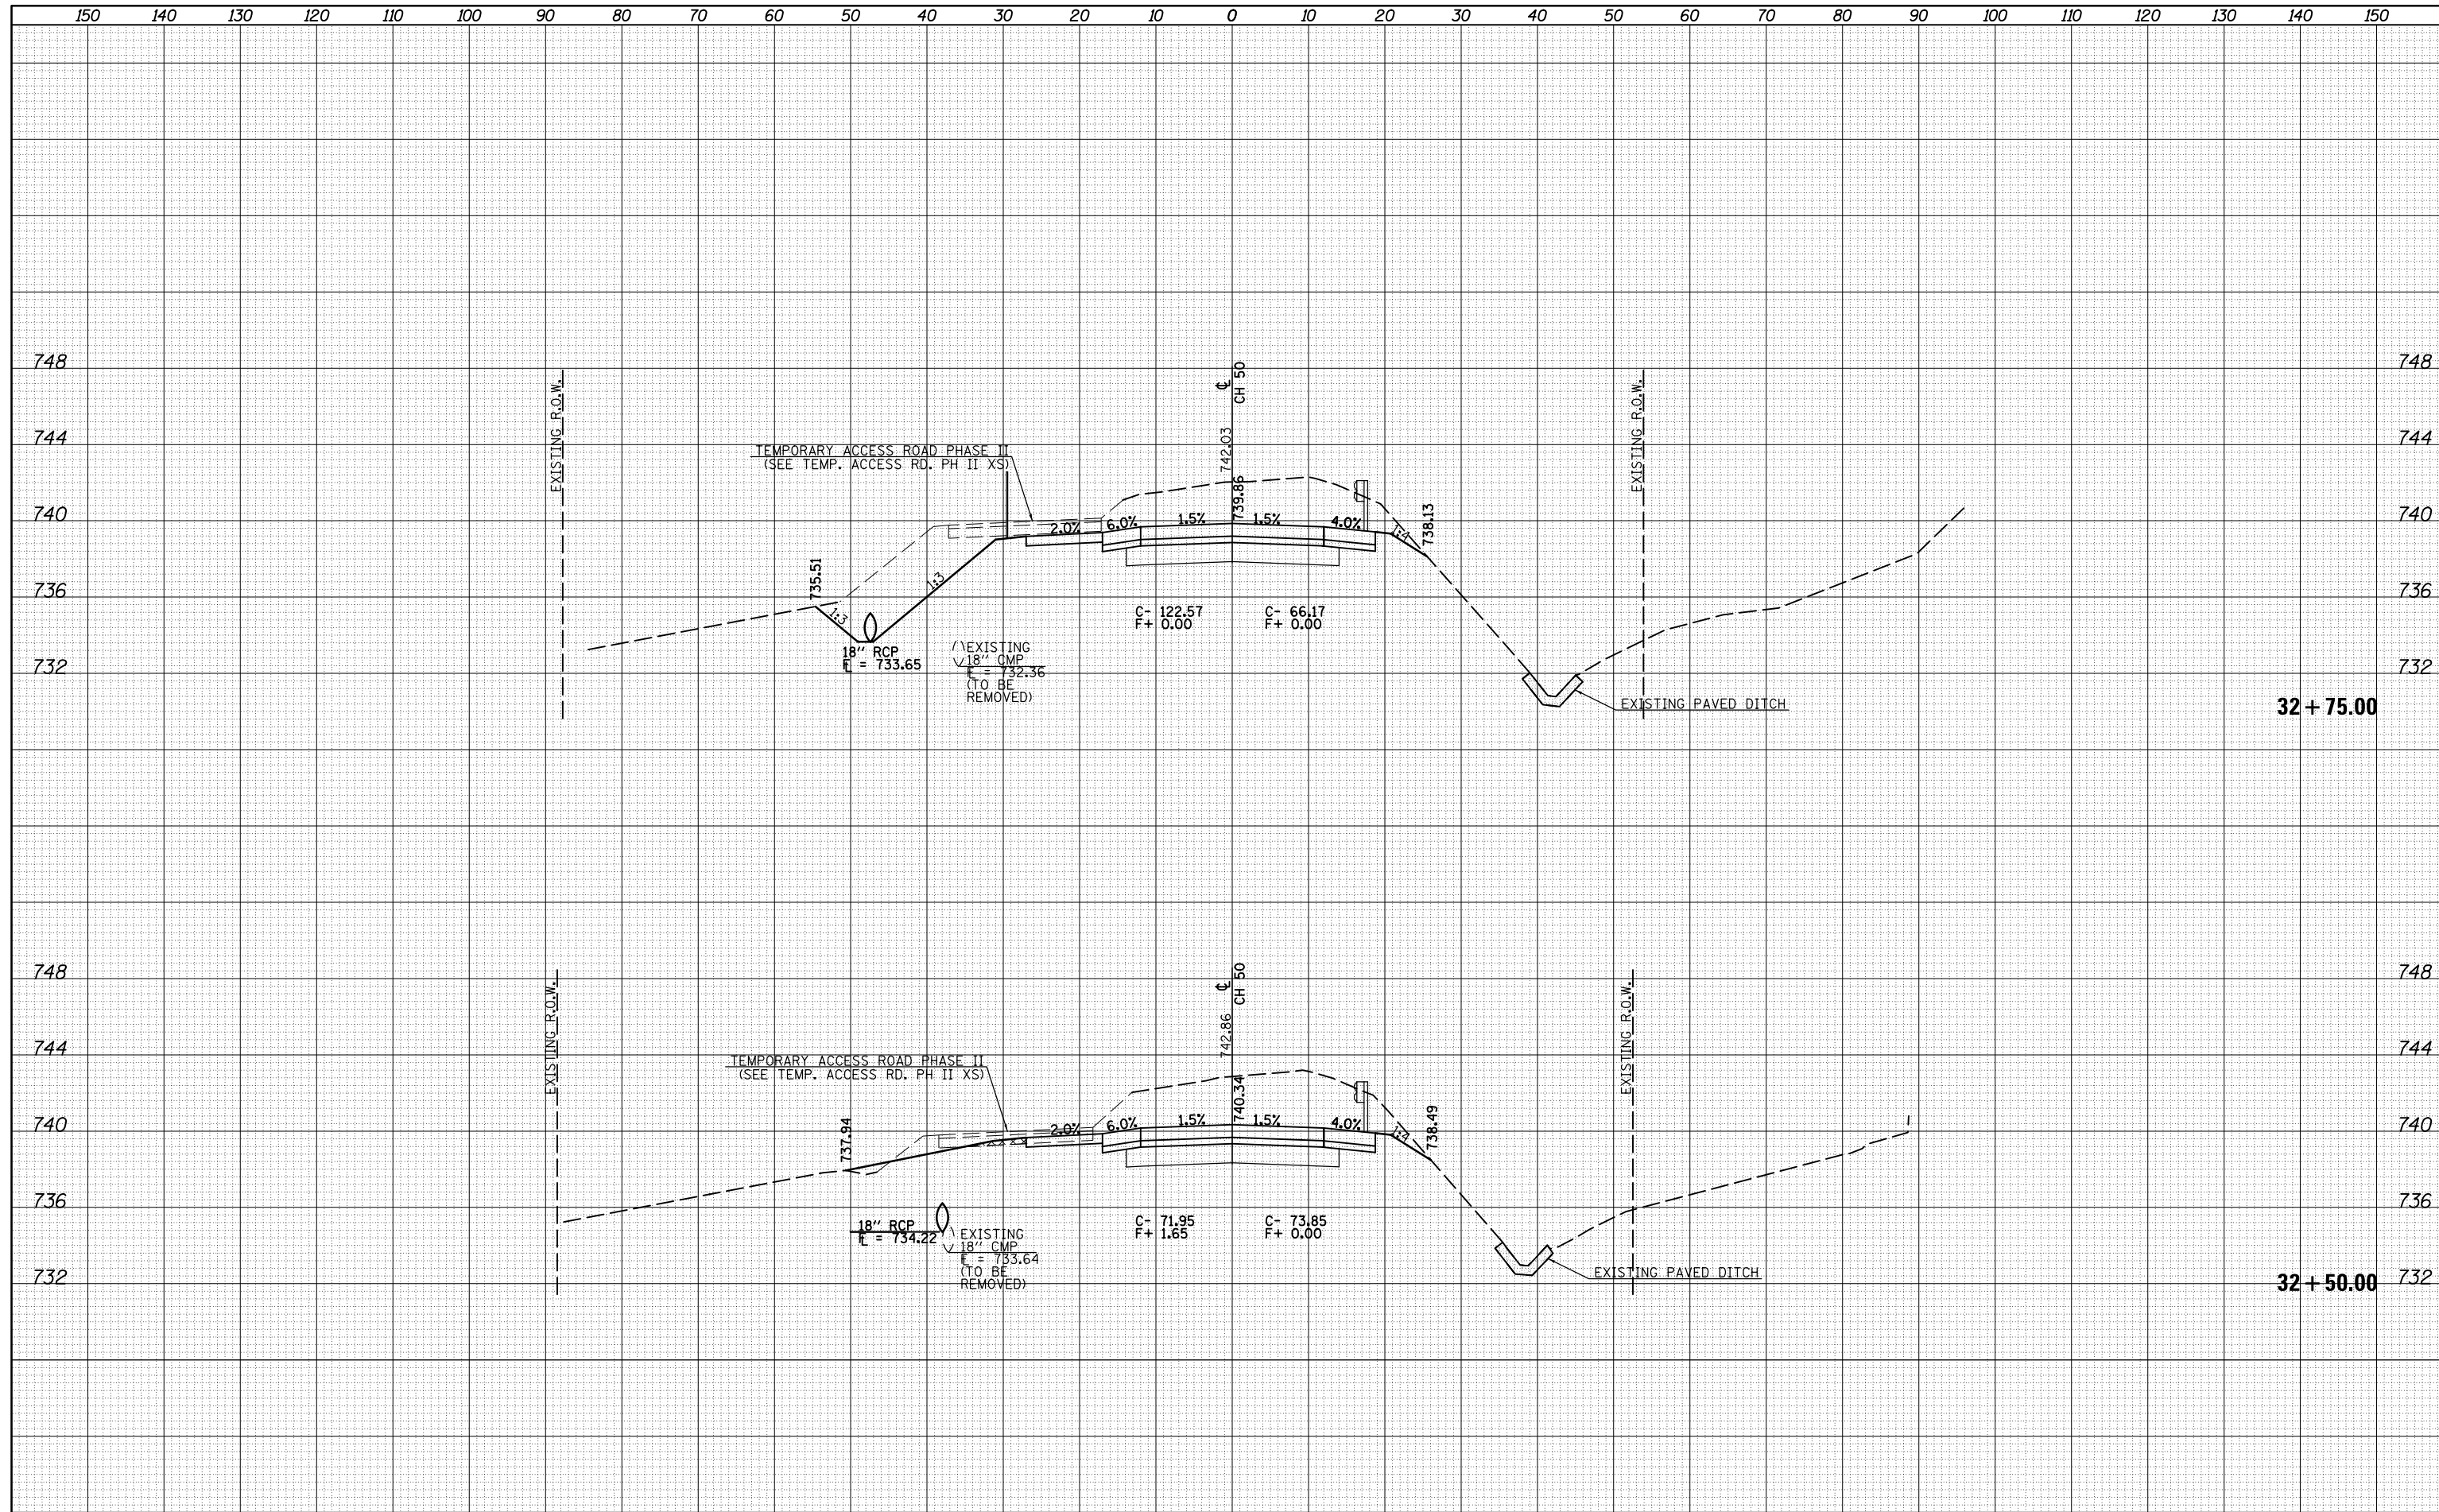 150 140 130 120 110 100 90 80 70 60 50 40 30 20 10 0 10 20 30 40 50 60 70 80 90 100 110 120 130 140 150
748 748
744 744
740 740
736 736
732 732
EXISTING R.O.W.
TEMPORARY ACCESS ROAD PHASE II
(SEE TEMP. ACCESS RD. PH II XS)
℄
CH 50
742.03
739.86
EXISTING R.O.W.
2.0% 6.0% 1.5% 1.5% 4.0%
1:4
738.13
735.51
1:3
1:3
18" RCP
FL = 733.65
EXISTING
18" CMP
FL = 732.36
(TO BE
REMOVED)
C- 122.57
F+ 0.00
C- 66.17
F+ 0.00
EXISTING PAVED DITCH
32+75.00
748 748
744 744
740 740
736 736
732 732
EXISTING R.O.W.
TEMPORARY ACCESS ROAD PHASE II
(SEE TEMP. ACCESS RD. PH II XS)
℄
CH 50
742.86
740.34
EXISTING R.O.W.
2.0% 6.0% 1.5% 1.5% 4.0%
1:4
738.49
737.94
18" RCP
FL = 734.22
EXISTING
18" CMP
FL = 733.64
(TO BE
REMOVED)
C- 71.95
F+ 1.65
C- 73.85
F+ 0.00
EXISTING PAVED DITCH
32+50.00